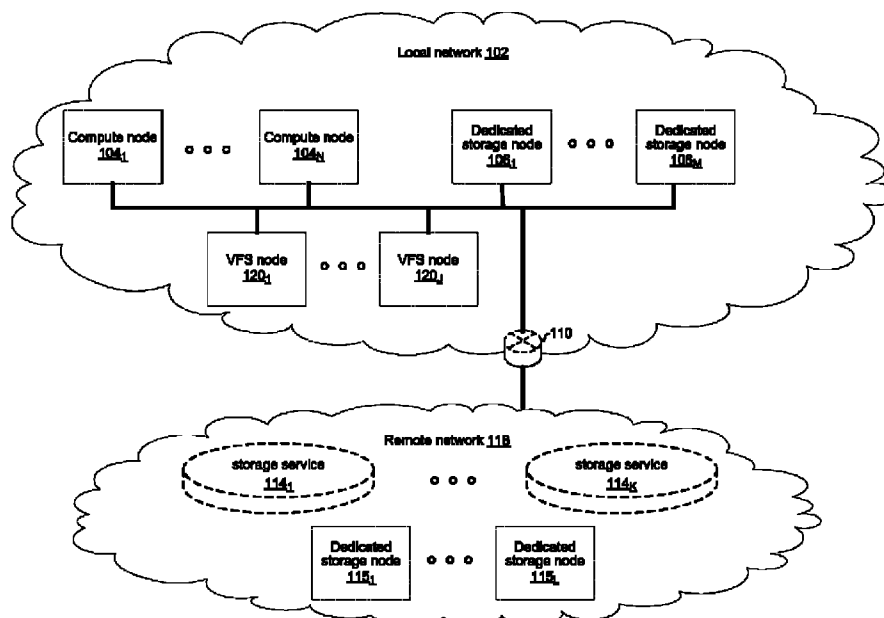 Local network 102
Compute node
104₁
Compute node
104N
Dedicated
storage node
106₁
Dedicated
storage node
106M
VFS node
120₁
VFS node
120J
110
Remote network 118
storage service
114₁
storage service
114K
Dedicated
storage node
115₁
Dedicated
storage node
115L